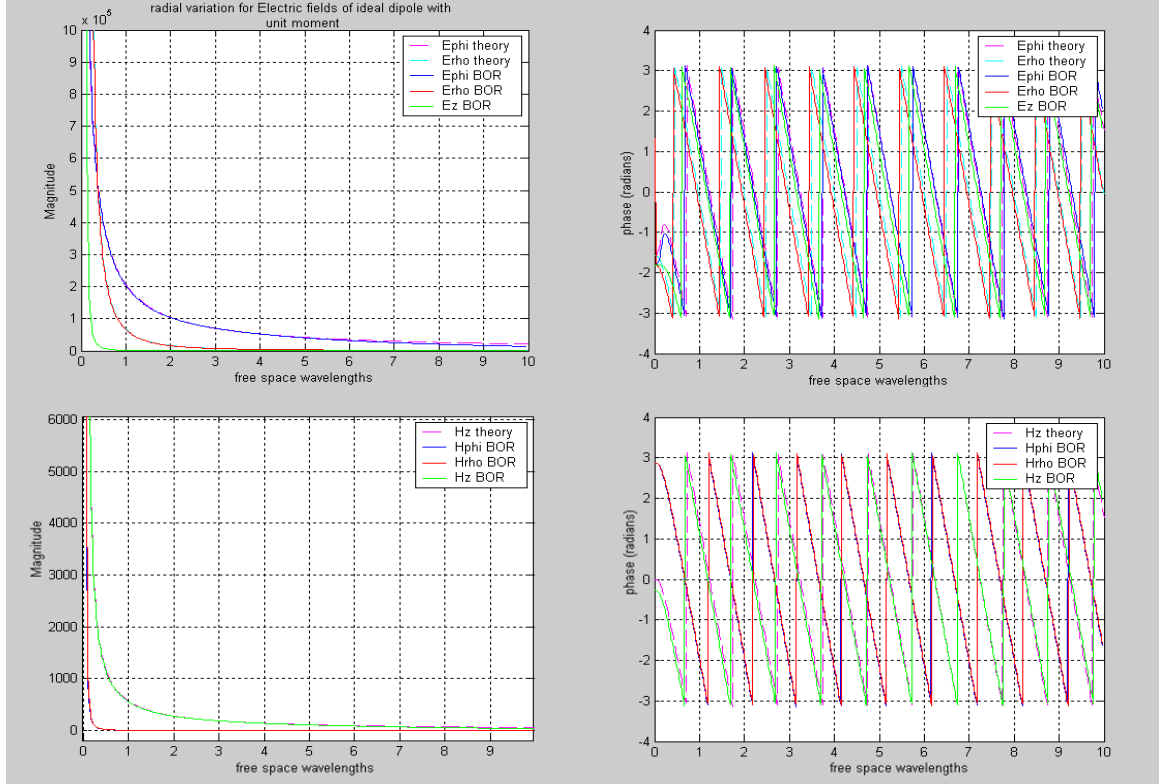 radial variation for Electric fields of ideal dipole with
unit moment
x 10^5
10
9
8
7
6
5
4
3
2
1
0
Magnitude
0 1 2 3 4 5 6 7 8 9 10
free space wavelengths
Ephi theory
Erho theory
Ephi BOR
Erho BOR
Ez BOR
4
3
2
1
0
-1
-2
-3
-4
phase (radians)
0 1 2 3 4 5 6 7 8 9 10
free space wavelengths
Ephi theory
Erho theory
Ephi BOR
Erho BOR
Ez BOR
6000
5000
4000
3000
2000
1000
0
Magnitude
0 1 2 3 4 5 6 7 8 9
free space wavelengths
Hz theory
Hphi BOR
Hrho BOR
Hz BOR
4
3
2
1
0
-1
-2
-3
-4
phase (radians)
0 1 2 3 4 5 6 7 8 9 10
free space wavelengths
Hz theory
Hphi BOR
Hrho BOR
Hz BOR